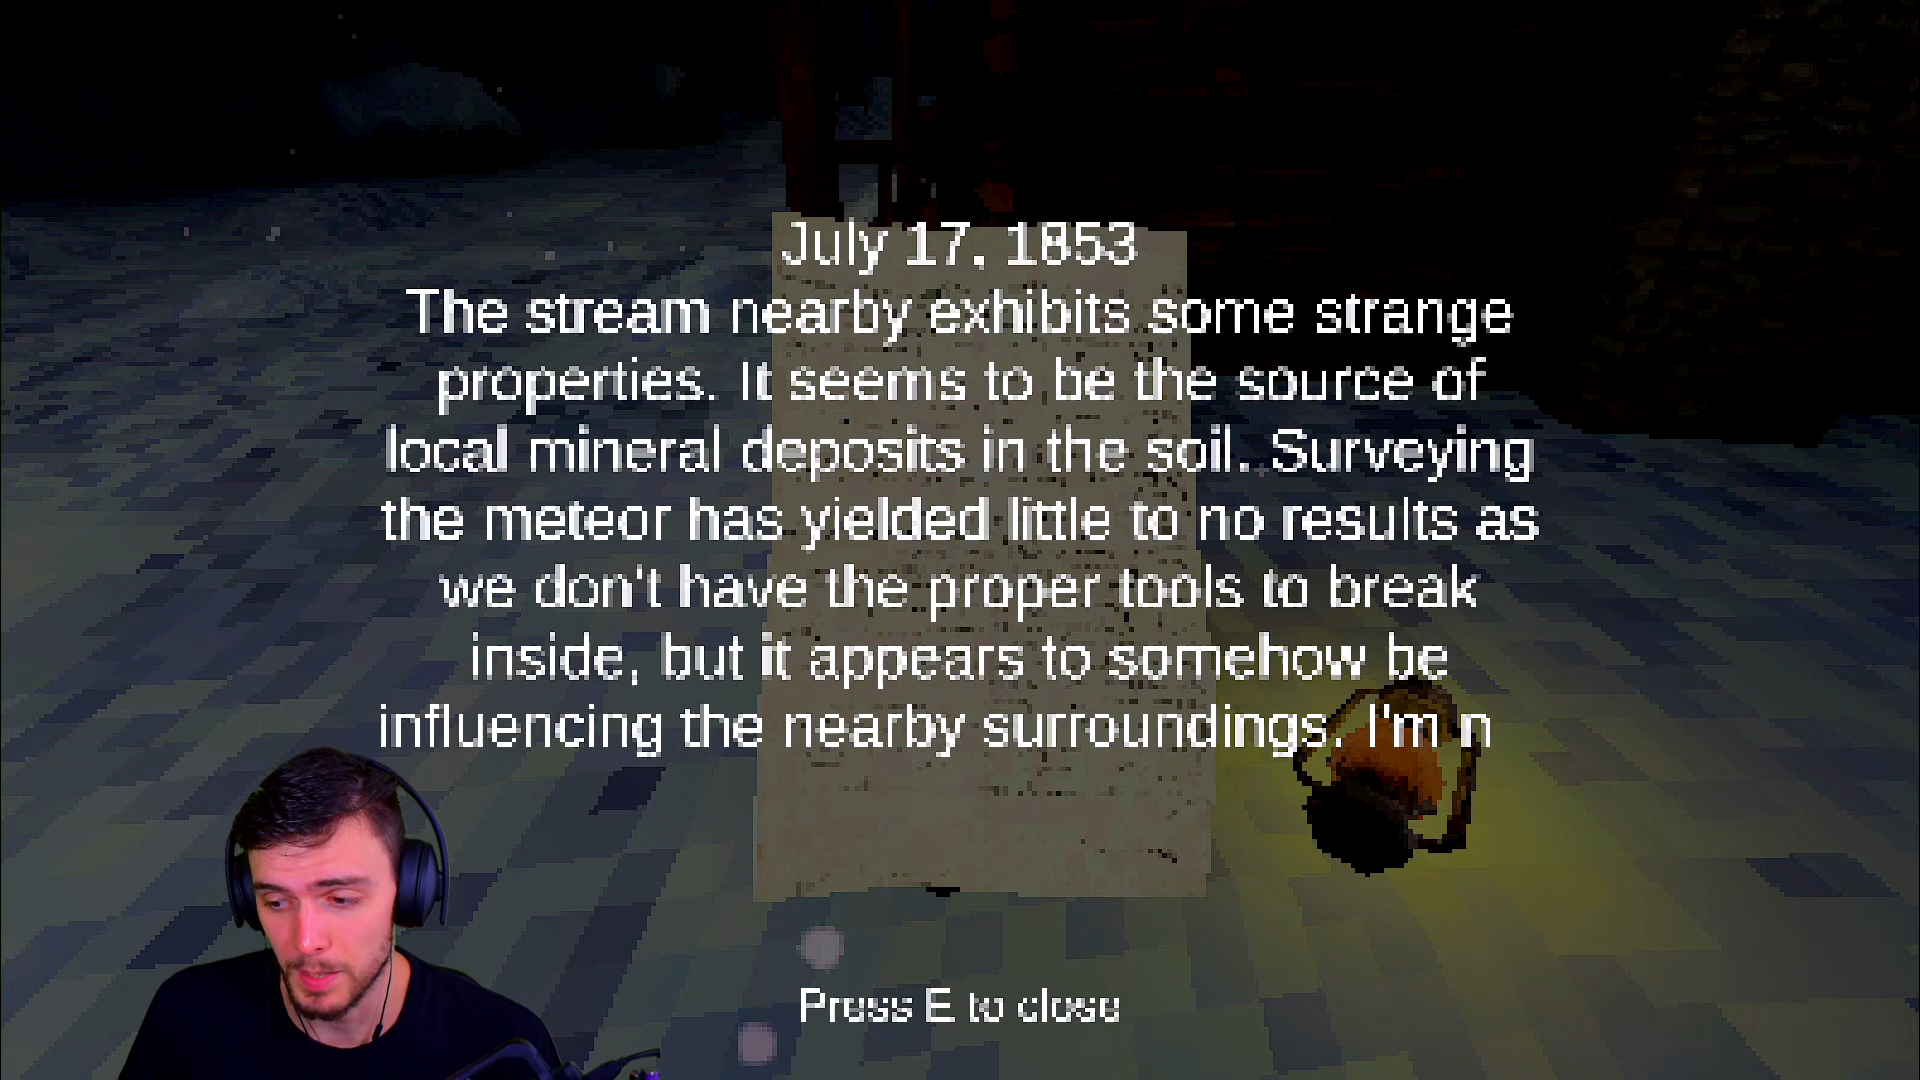 July 17, 1853
The stream nearby exhibits some strange
properties. It seems to be the source of
local mineral deposits in the soil. Surveying
the meteor has yielded little to no results as
we don't have the proper tools to break
inside, but it appears to somehow be
influencing the nearby surroundings. I'm n
Press E to close